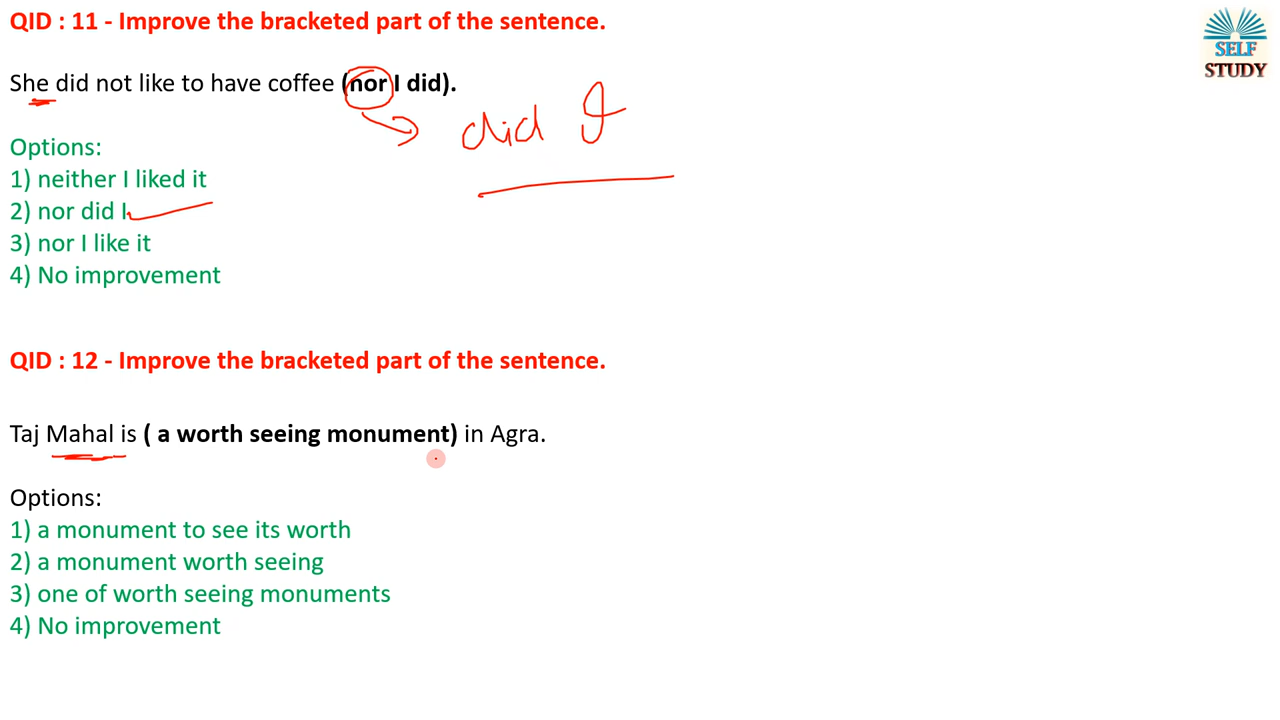 QID : 11 - Improve the bracketed part of the sentence.
SELF
STUDY
She did not like to have coffee (nor I did).
did I
Options:
1) neither I liked it
2) nor did I
3) nor I like it
4) No improvement
QID : 12 - Improve the bracketed part of the sentence.
Taj Mahal is ( a worth seeing monument) in Agra.
Options:
1) a monument to see its worth
2) a monument worth seeing
3) one of worth seeing monuments
4) No improvement